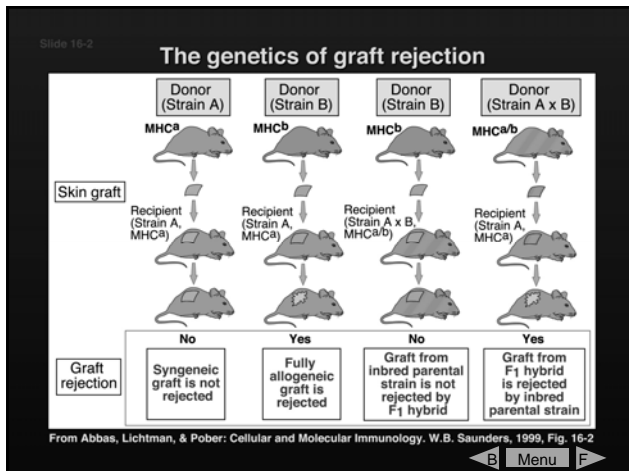 Slide 16-2
The genetics of graft rejection
Donor
(Strain A)
Donor
(Strain B)
Donor
(Strain B)
Donor
(Strain A x B)
MHCa
MHCb
MHCb
MHCa/b
Skin graft
Recipient
(Strain A,
MHCa)
Recipient
(Strain A,
MHCa)
Recipient
(Strain A x B,
MHCa/b)
Recipient
(Strain A,
MHCa)
Graft
rejection
No
Syngeneic
graft is not
rejected
Yes
Fully
allogeneic
graft is
rejected
No
Graft from
inbred parental
strain is not
rejected by
F1 hybrid
Yes
Graft from
F1 hybrid
is rejected
by inbred
parental strain
From Abbas, Lichtman, & Pober: Cellular and Molecular Immunology. W.B. Saunders, 1999, Fig. 16-2
B Menu F